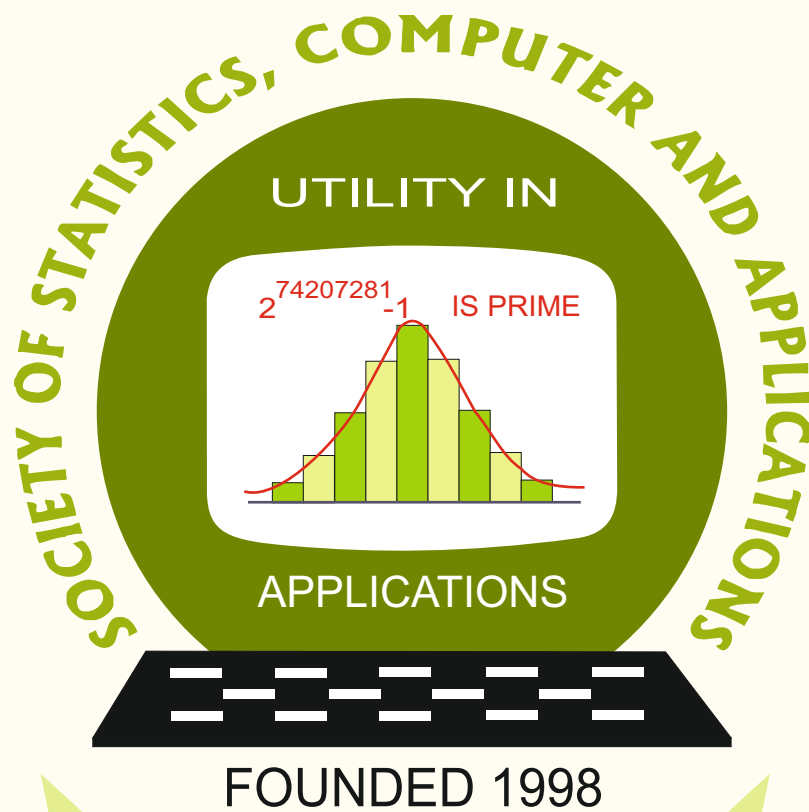 SOCIETY OF STATISTICS, COMPUTER AND APPLICATIONS
UTILITY IN
2^74207281-1 IS PRIME
APPLICATIONS
FOUNDED 1998